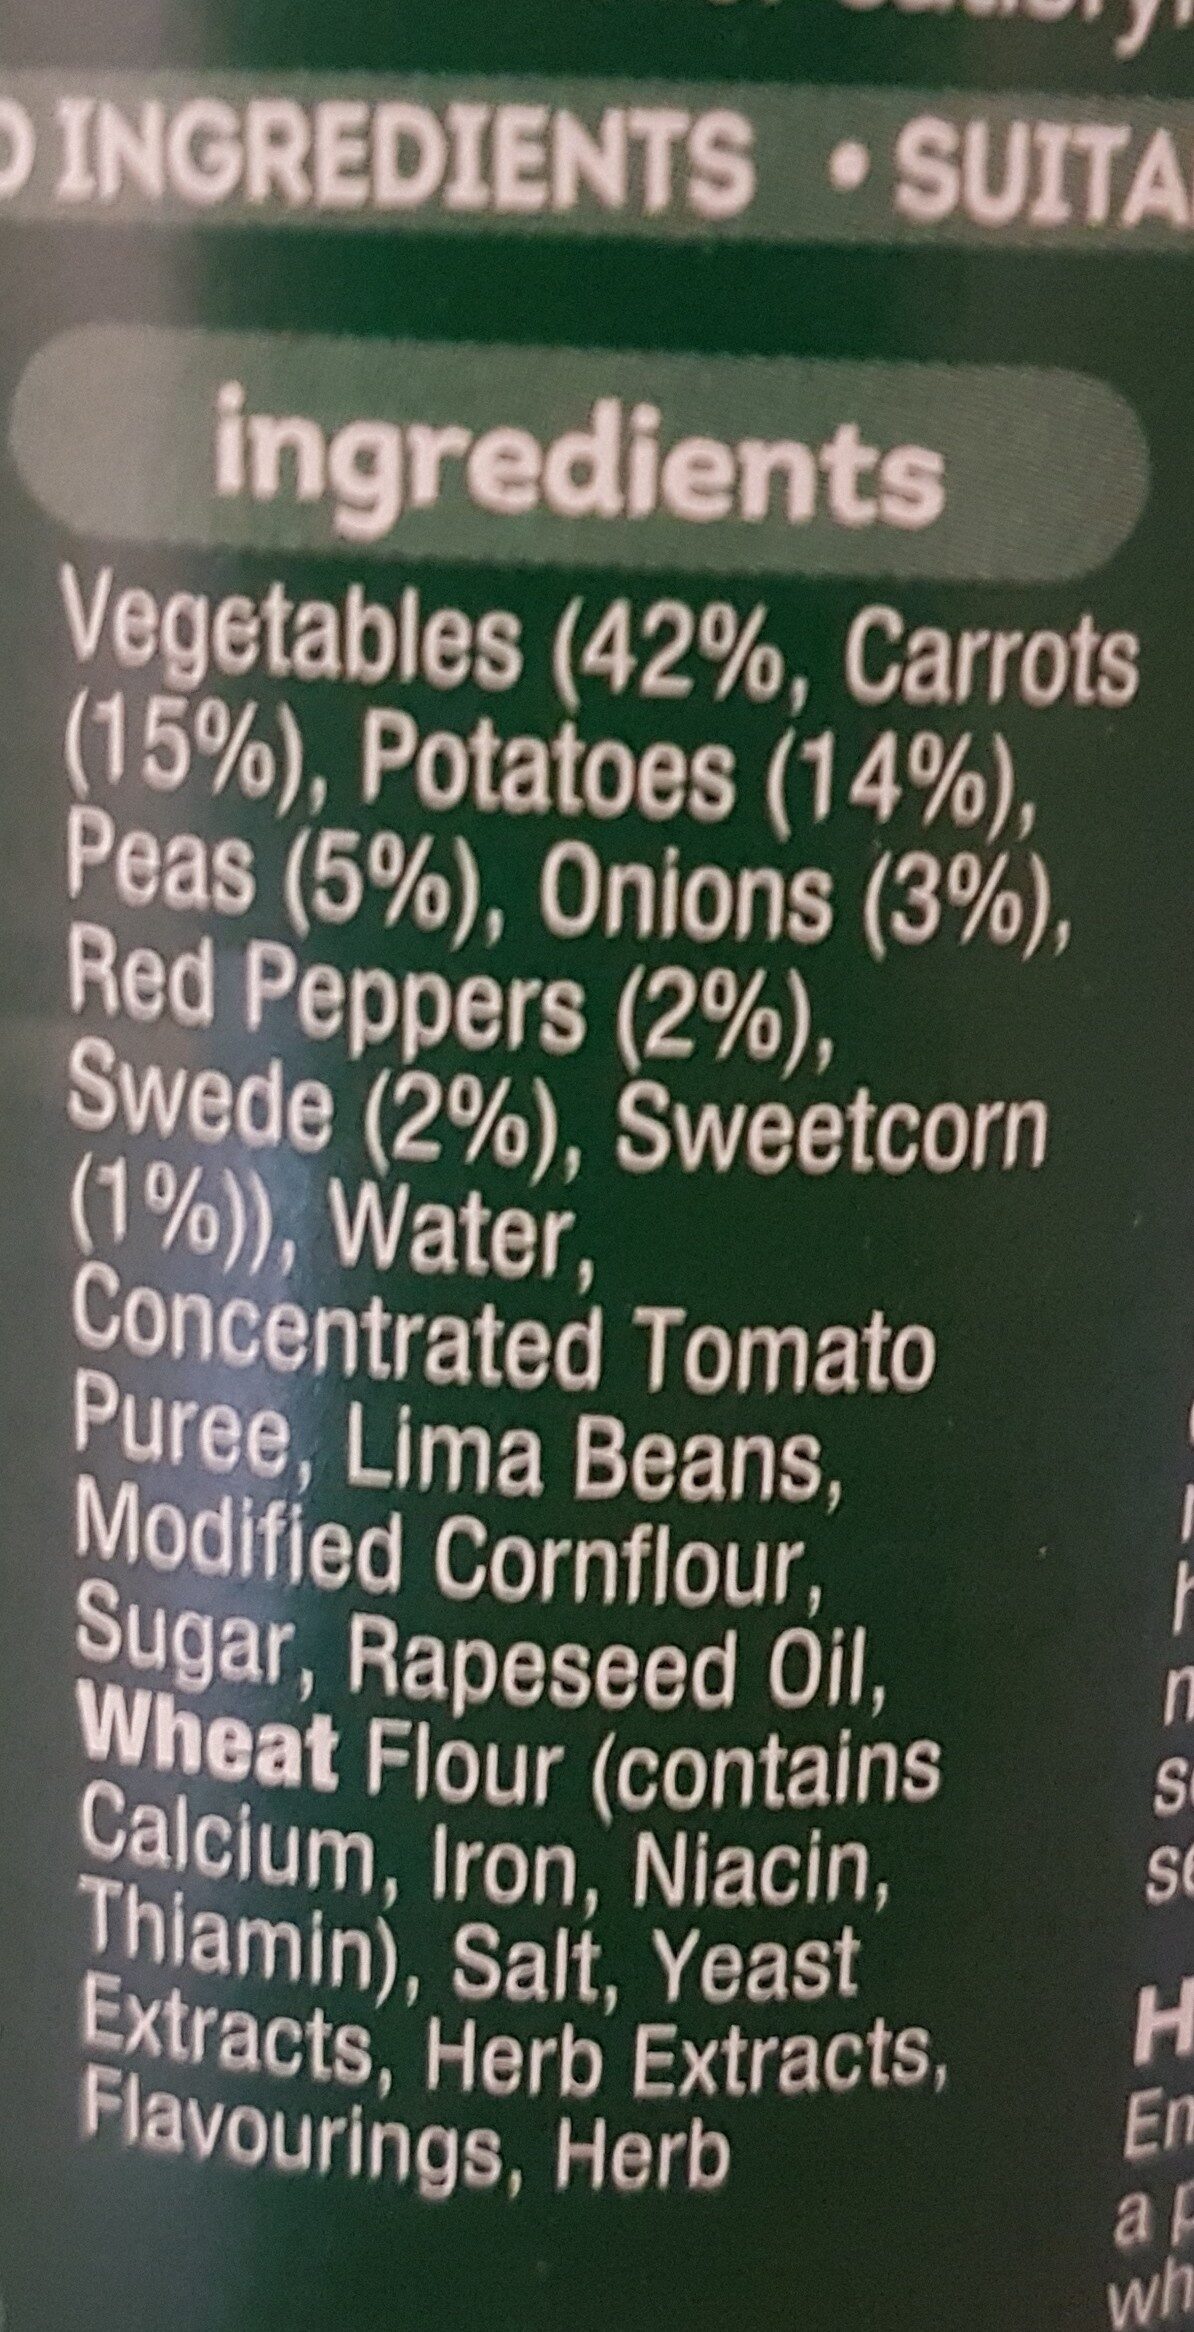 INGREDIENTS • SUITA
ingredients
Vegetables (42%, Carrots
(15%), Potatoes (14%),
Peas (5%), Onions (3%),
Red Peppers (2%),
Swede (2%), Sweetcorn
(1%)), Water,
Concentrated Tomato
Puree, Lima Beans,
Modified Cornflour,
Sugar, Rapeseed Oil,
Wheat Flour (contains
Calcium, Iron, Niacin,
Thiamin), Salt, Yeast
Extracts, Herb Extracts,
Flavourings, Herb